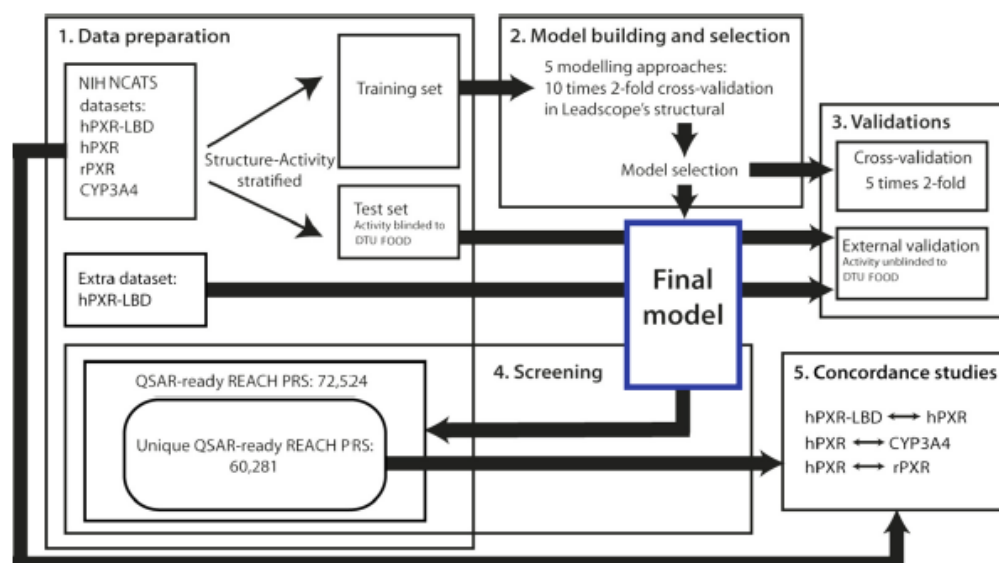 1. Data preparation
NIH NCATS
datasets:
hPXR-LBD
hPXR
rPXR
CYP3A4
Structure-Activity
stratified
Training set
Test set
Activity blinded to
DTU FOOD
Extra dataset:
hPXR-LBD
2. Model building and selection
5 modelling approaches:
10 times 2-fold cross-validation
in Leadscope's structural
Model selection
3. Validations
Cross-validation
5 times 2-fold
External validation
Activity unblinded to
DTU FOOD
Final
model
4. Screening
QSAR-ready REACH PRS: 72,524
Unique QSAR-ready REACH PRS:
60,281
5. Concordance studies
hPXR-LBD ⟷ hPXR
hPXR ⟷ CYP3A4
hPXR ⟷ rPXR